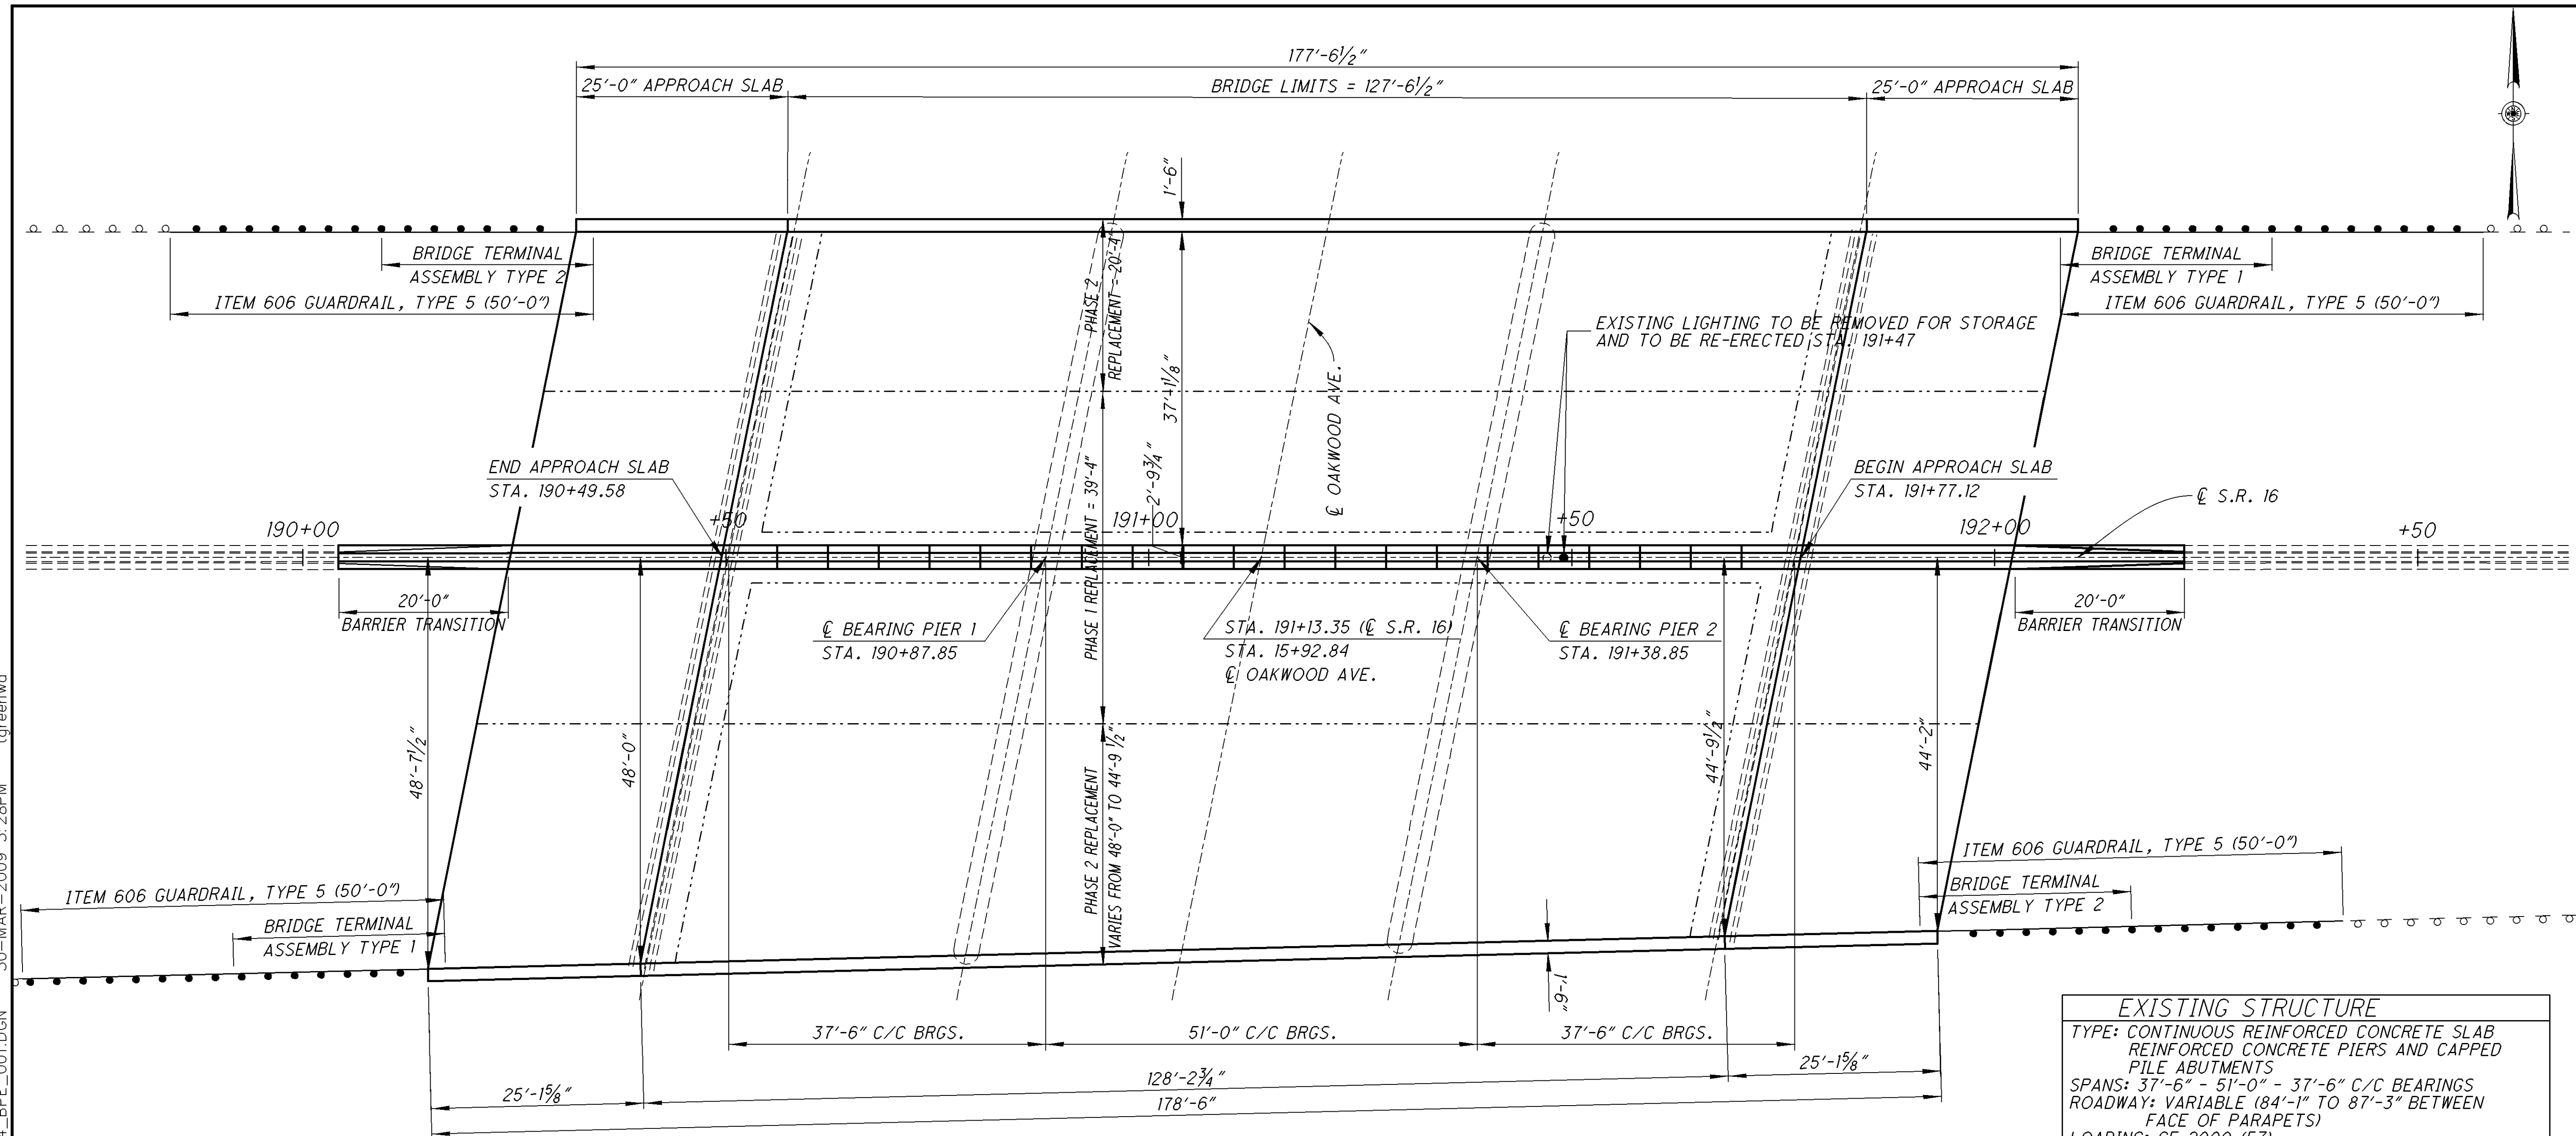 177'-6½"
25'-0" APPROACH SLAB
BRIDGE LIMITS = 127'-6½"
25'-0" APPROACH SLAB
1'-6"
BRIDGE TERMINAL
ASSEMBLY TYPE 2
ITEM 606 GUARDRAIL, TYPE 5 (50'-0")
PHASE 2
REPLACEMENT = 20'-4"
37'-1⅛"
℄ OAKWOOD AVE.
EXISTING LIGHTING TO BE REMOVED FOR STORAGE
AND TO BE RE-ERECTED STA. 191+47
BRIDGE TERMINAL
ASSEMBLY TYPE 1
ITEM 606 GUARDRAIL, TYPE 5 (50'-0")
END APPROACH SLAB
STA. 190+49.58
PHASE 1 REPLACEMENT = 39'-4"
2'-9¾"
BEGIN APPROACH SLAB
STA. 191+77.12
℄ S.R. 16
190+00
+50
191+00
+50
192+00
+50
20'-0"
BARRIER TRANSITION
℄ BEARING PIER 1
STA. 190+87.85
STA. 191+13.35 (℄ S.R. 16)
STA. 15+92.84
℄ OAKWOOD AVE.
℄ BEARING PIER 2
STA. 191+38.85
20'-0"
BARRIER TRANSITION
48'-7½"
48'-0"
PHASE 2 REPLACEMENT
VARIES FROM 48'-0" TO 44'-9 ½"
44'-9½"
44'-2"
ITEM 606 GUARDRAIL, TYPE 5 (50'-0")
BRIDGE TERMINAL
ASSEMBLY TYPE 1
ITEM 606 GUARDRAIL, TYPE 5 (50'-0")
BRIDGE TERMINAL
ASSEMBLY TYPE 2
1'-6"
37'-6" C/C BRGS.
51'-0" C/C BRGS.
37'-6" C/C BRGS.
25'-1⅝"
128'-2¾"
25'-1⅝"
178'-6"
EXISTING STRUCTURE
TYPE: CONTINUOUS REINFORCED CONCRETE SLAB
REINFORCED CONCRETE PIERS AND CAPPED
PILE ABUTMENTS
SPANS: 37'-6" - 51'-0" - 37'-6" C/C BEARINGS
ROADWAY: VARIABLE (84'-1" TO 87'-3" BETWEEN
FACE OF PARAPETS)
30-MAR-2009